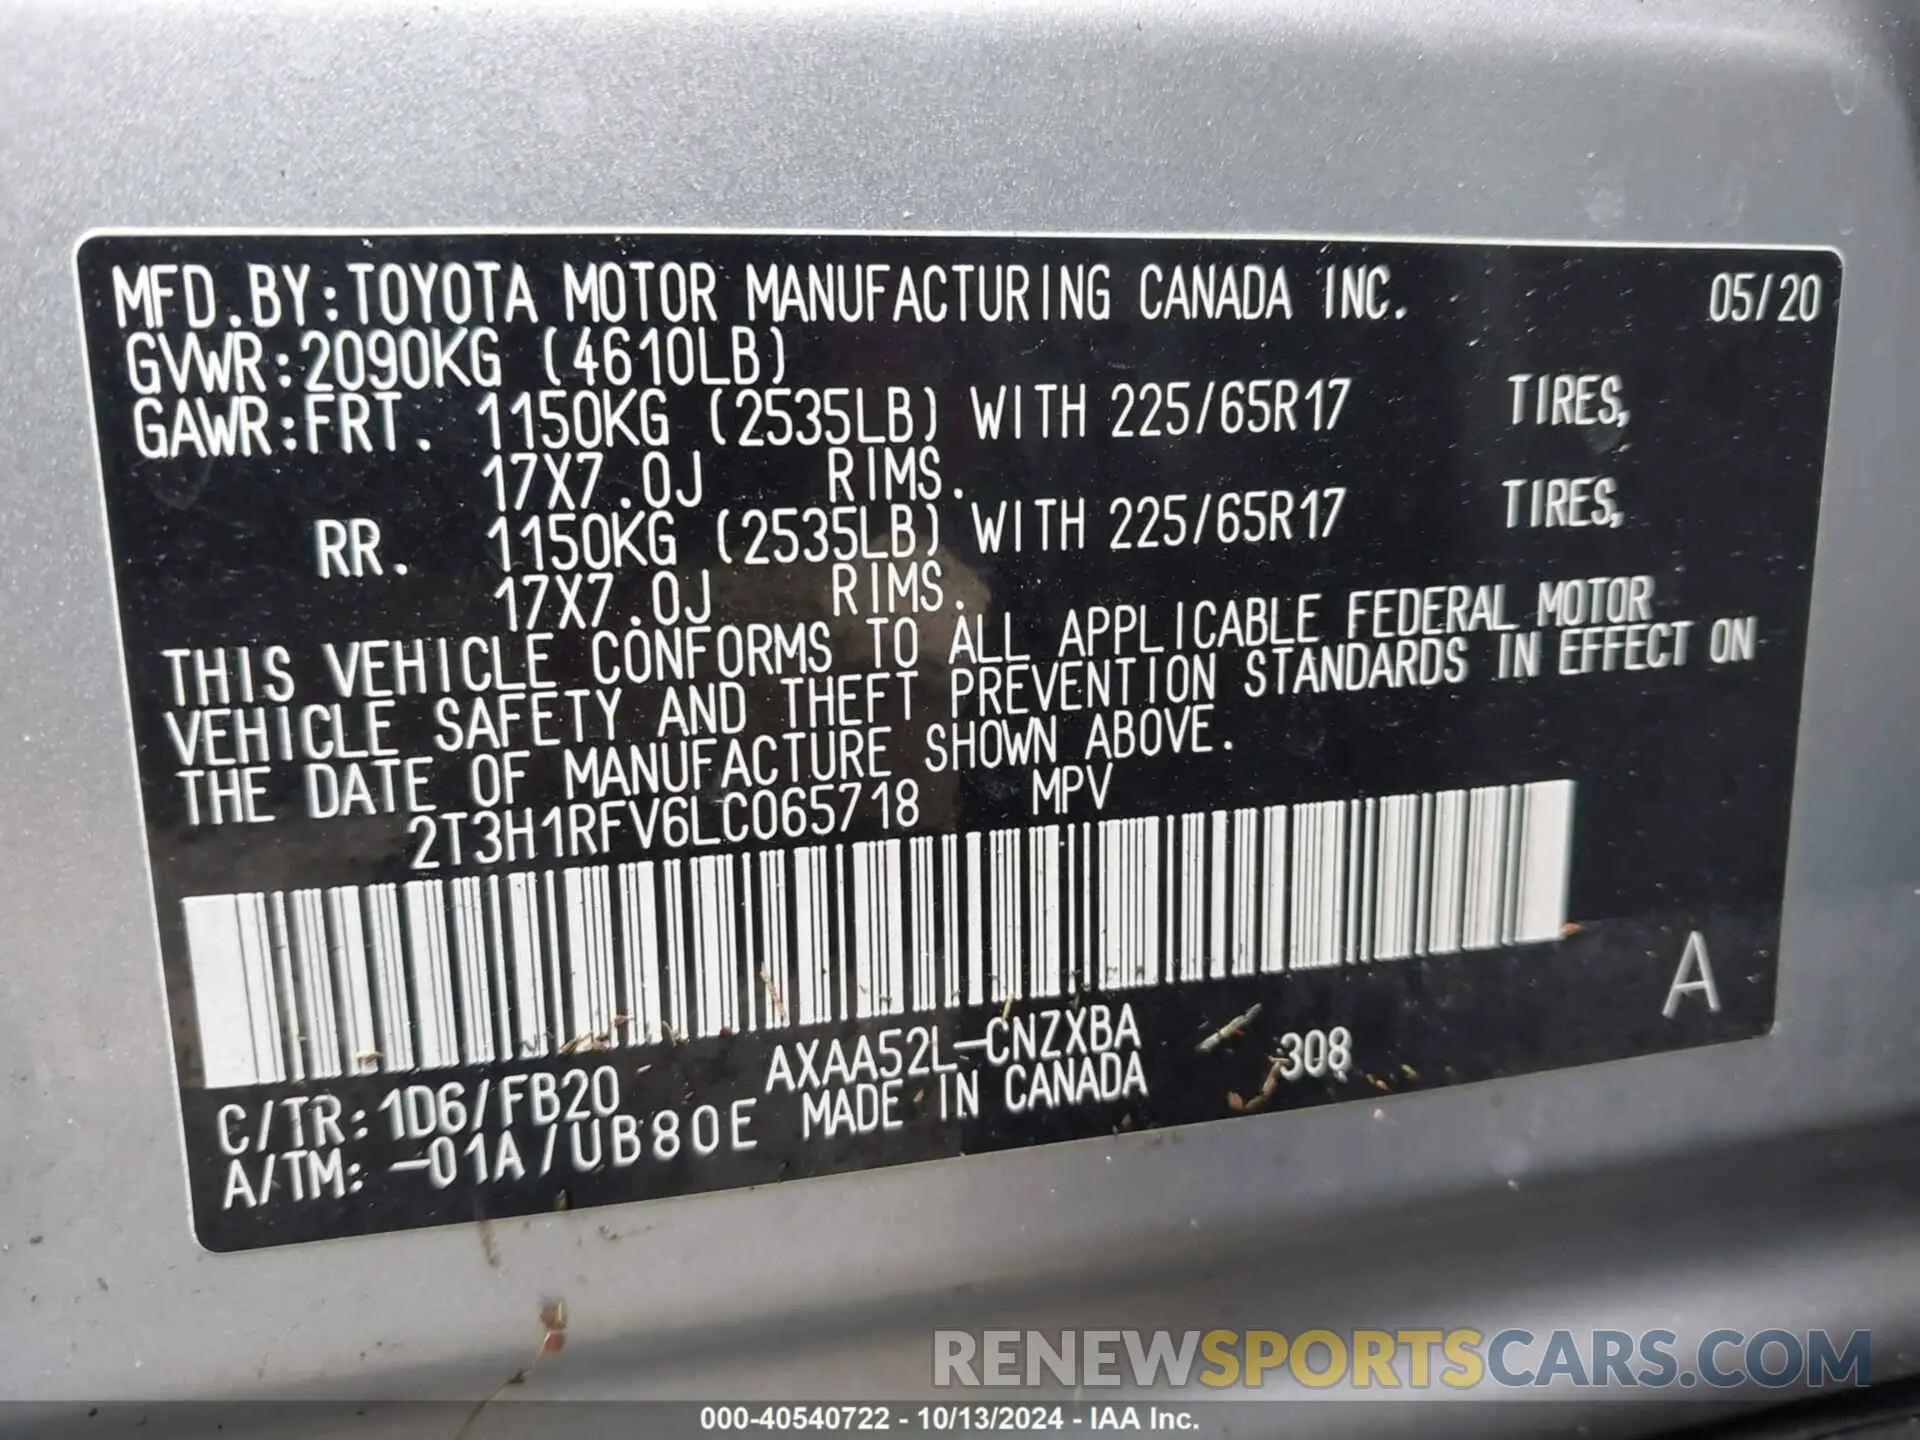 MFD.BY:TOYOTA MOTOR MANUFACTURING CANADA INC. 05/20
GVWR:2090KG (4610LB)
GAWR:FRT. 1150KG (2535LB) WITH 225/65R17 TIRES,
17X7.0J RIMS.
RR. 1150KG (2535LB) WITH 225/65R17 TIRES,
17X7.0J RIMS.
THIS VEHICLE CONFORMS TO ALL APPLICABLE FEDERAL MOTOR
VEHICLE SAFETY AND THEFT PREVENTION STANDARDS IN EFFECT ON
THE DATE OF MANUFACTURE SHOWN ABOVE.
2T3H1RFV6LC065718 MPV
A
AXAA52L-CNZXBA 308
C/TR:1D6/FB20
A/TM:-01A/UB80E MADE IN CANADA
RENEWSPORTSCARS.COM
000-40540722 - 10/13/2024 - IAA Inc.